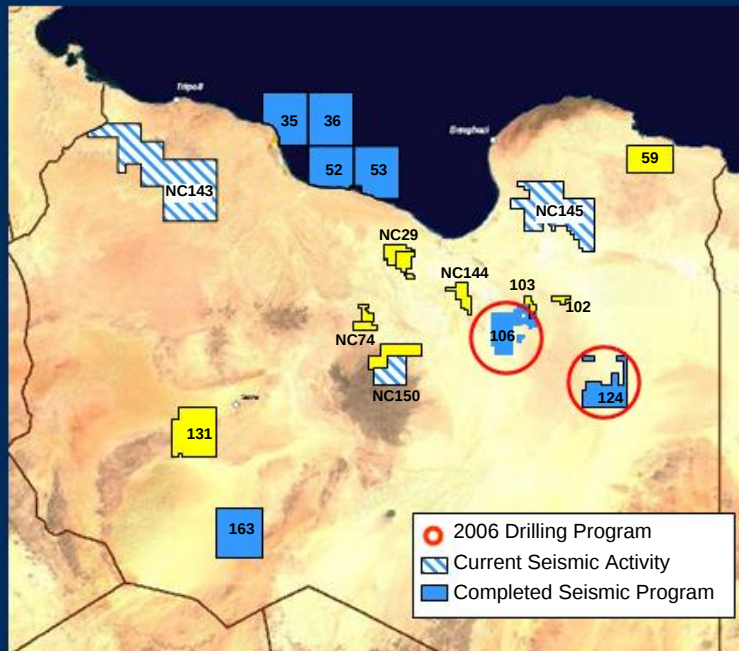 Tripoli
35
36
Benghazi
52
53
59
NC143
NC145
NC29
NC144
103
102
NC74
106
NC150
124
131
163
2006 Drilling Program
Current Seismic Activity
Completed Seismic Program